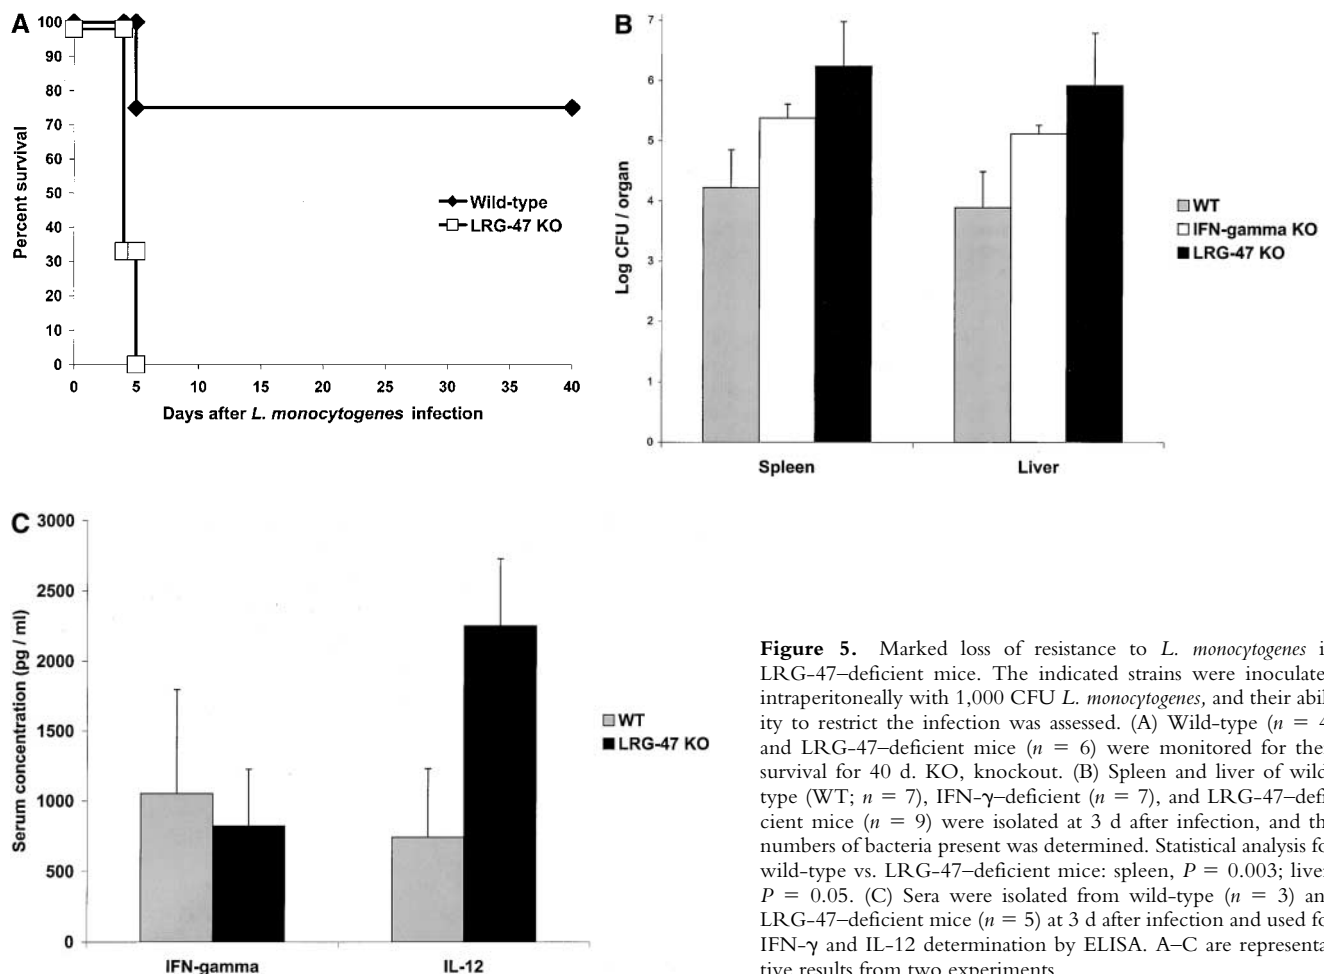 A
100
90
80
70
60
50
40
30
20
10
0
Percent survival
0 5 10 15 20 25 30 35 40
Days after L. monocytogenes infection
Wild-type
LRG-47 KO
B
7
6
5
4
3
2
1
0
Log CFU / organ
Spleen Liver
WT
IFN-gamma KO
LRG-47 KO
C
3000
2500
2000
1500
1000
500
0
Serum concentration (pg / ml)
IFN-gamma IL-12
WT
LRG-47 KO
Figure 5. Marked loss of resistance to L. monocytogenes i
LRG-47–deficient mice. The indicated strains were inoculate
intraperitoneally with 1,000 CFU L. monocytogenes, and their abil
ity to restrict the infection was assessed. (A) Wild-type (n = 4
and LRG-47–deficient mice (n = 6) were monitored for the
survival for 40 d. KO, knockout. (B) Spleen and liver of wild
type (WT; n = 7), IFN-γ–deficient (n = 7), and LRG-47–defi
cient mice (n = 9) were isolated at 3 d after infection, and th
numbers of bacteria present was determined. Statistical analysis fo
wild-type vs. LRG-47–deficient mice: spleen, P = 0.003; liver
P = 0.05. (C) Sera were isolated from wild-type (n = 3) an
LRG-47–deficient mice (n = 5) at 3 d after infection and used fo
IFN-γ and IL-12 determination by ELISA. A–C are representa
tive results from two experiments